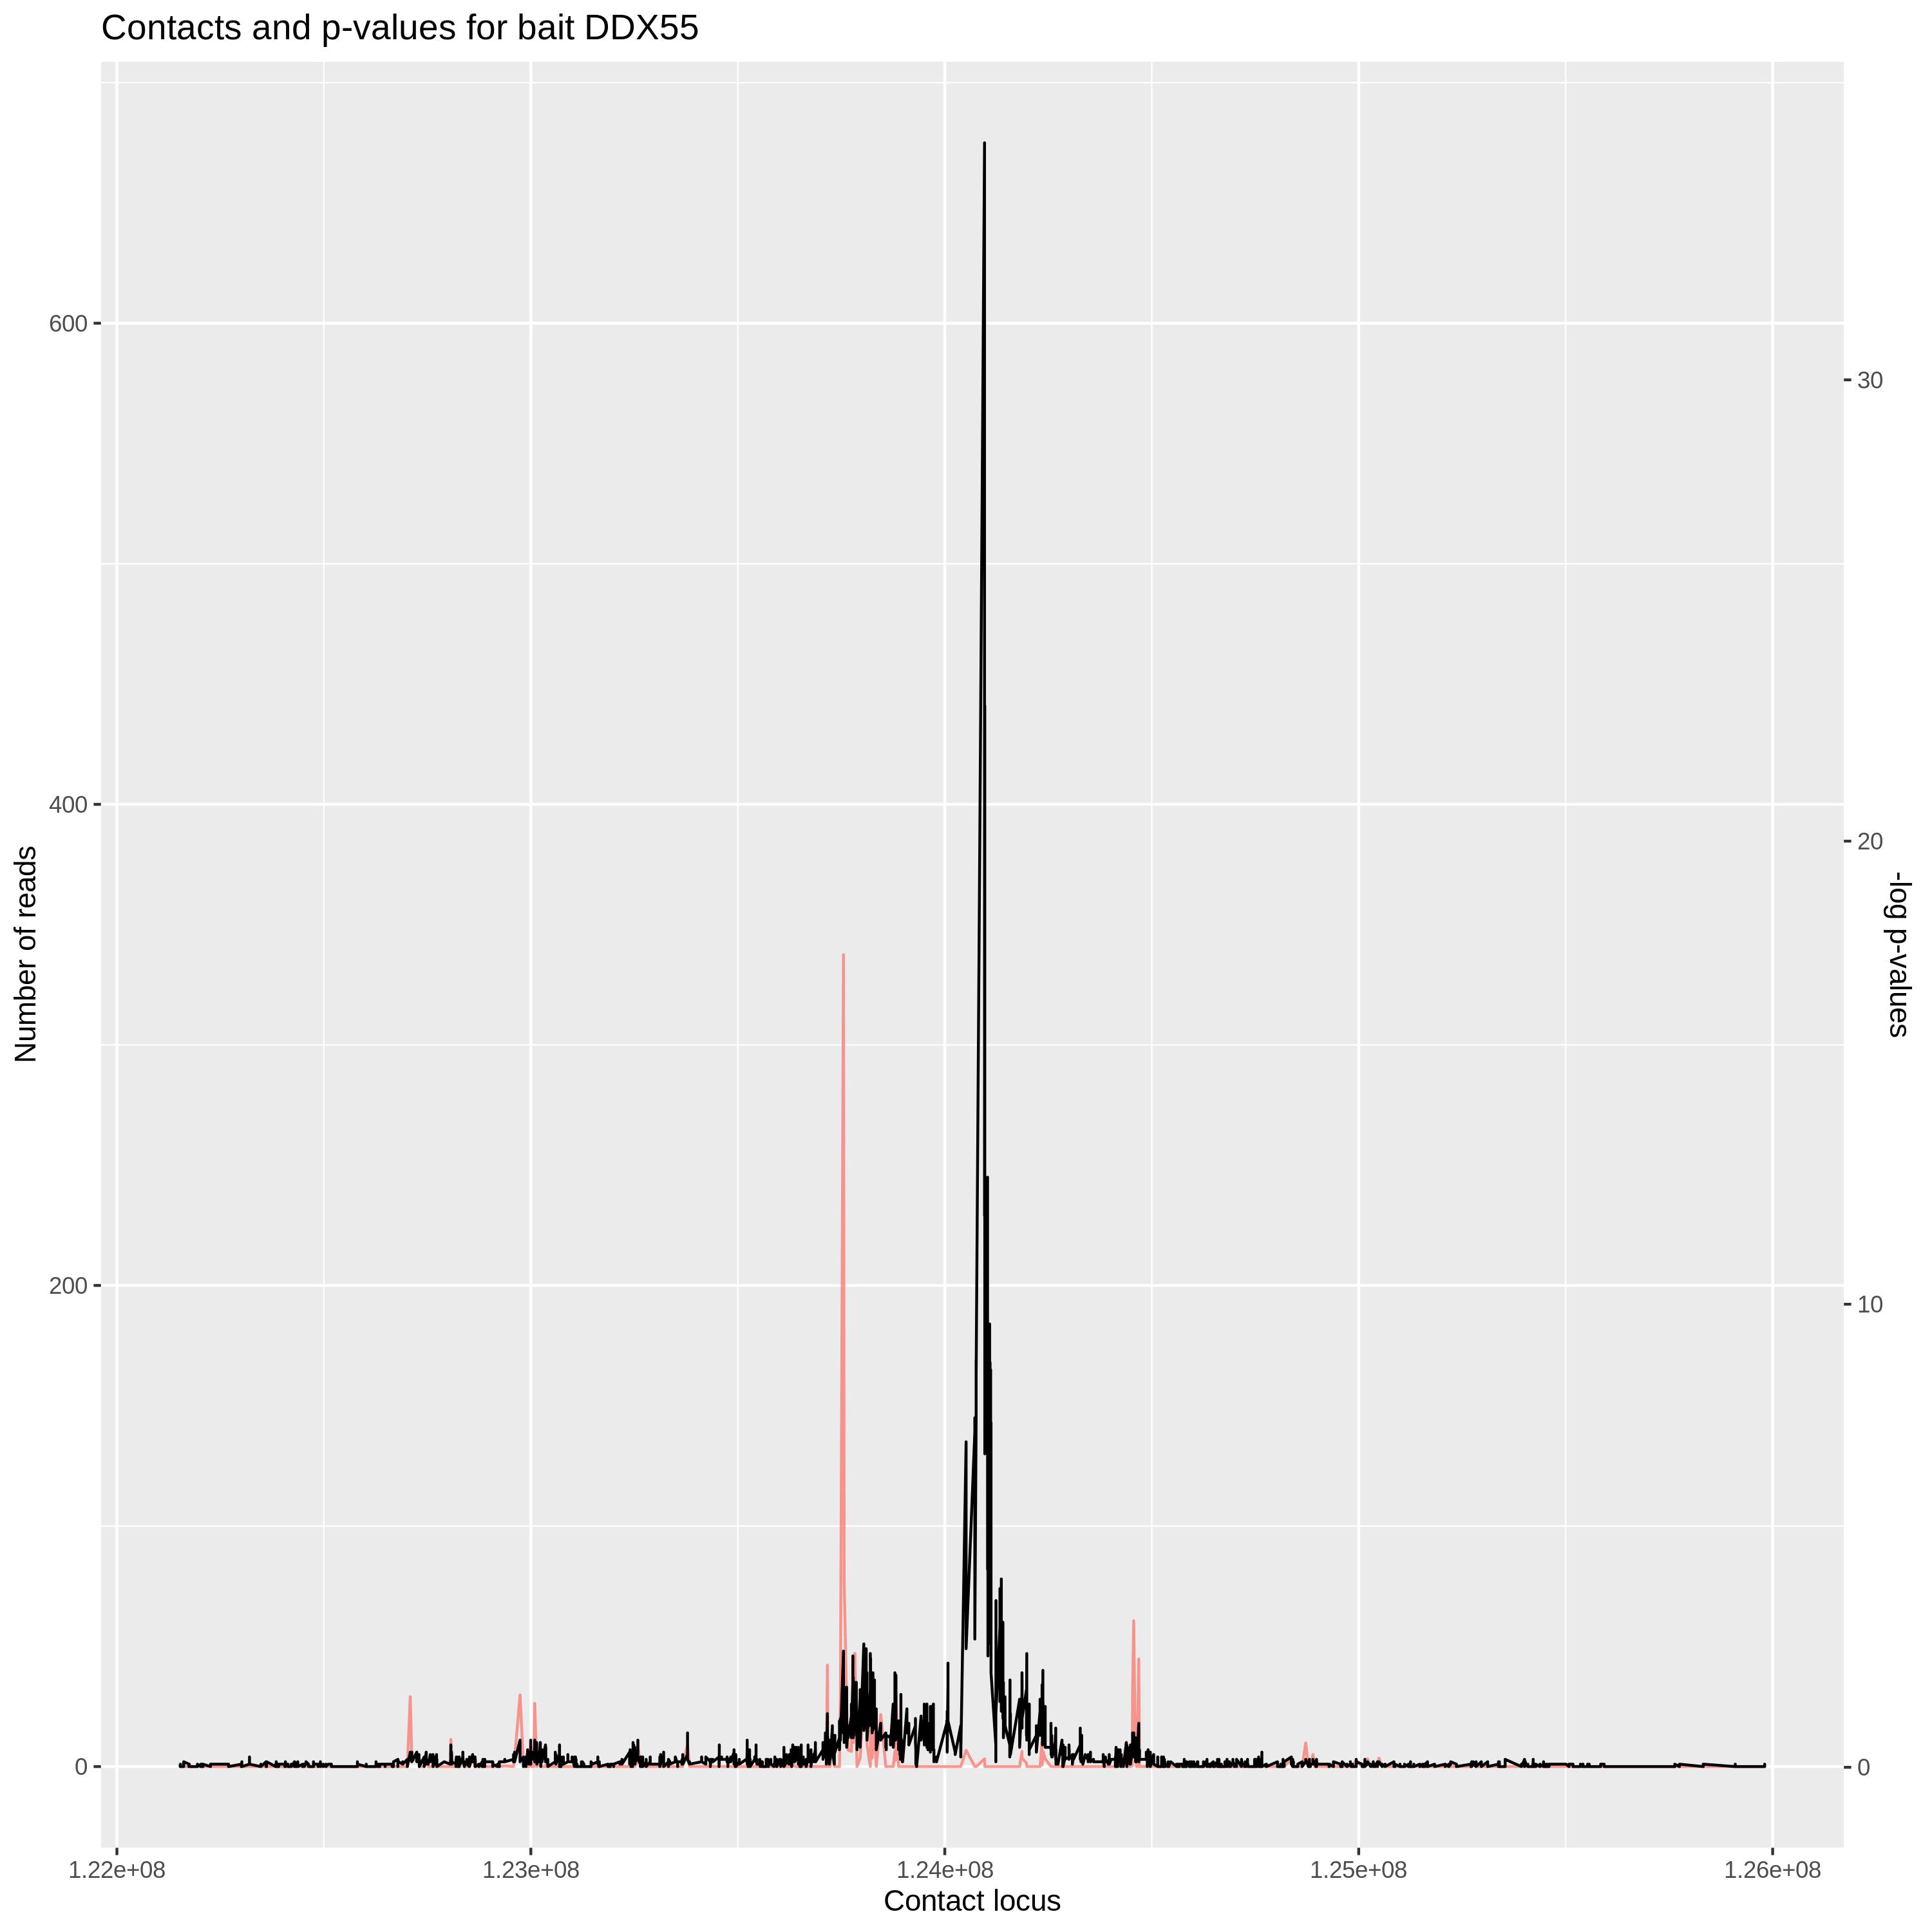 Contacts and p-values for bait DDX55
600
400
200
0
30
20
10
0
Number of reads
-log p-values
1.22e+08
1.23e+08
1.24e+08
1.25e+08
1.26e+08
Contact locus